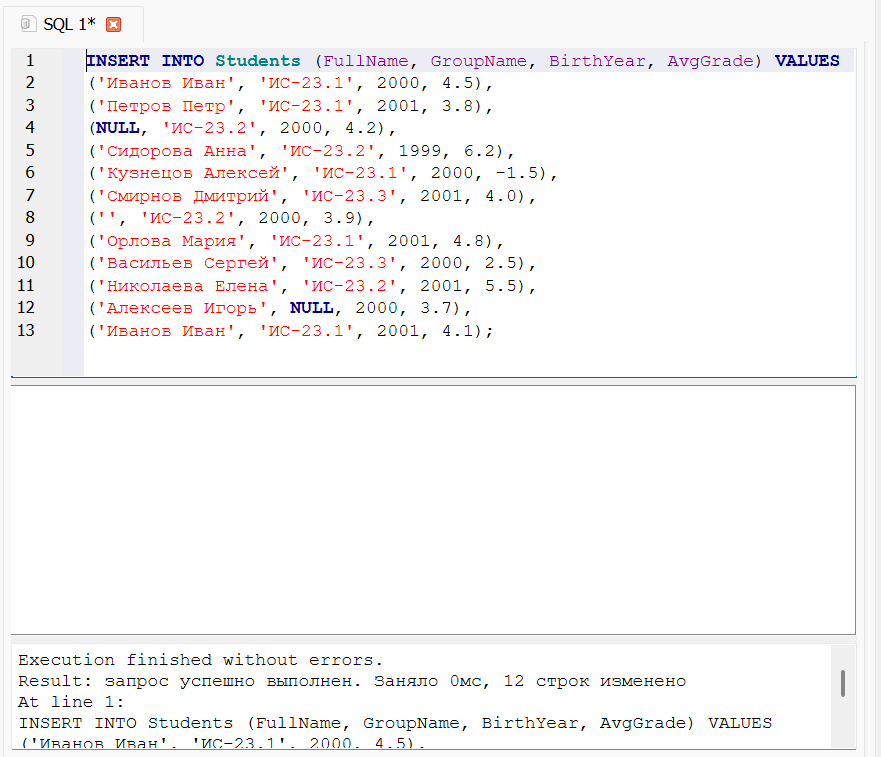 SQL 1*
1 INSERT INTO Students (FullName, GroupName, BirthYear, AvgGrade) VALUES
2 ('Иванов Иван', 'ИС-23.1', 2000, 4.5),
3 ('Петров Петр', 'ИС-23.1', 2001, 3.8),
4 (NULL, 'ИС-23.2', 2000, 4.2),
5 ('Сидорова Анна', 'ИС-23.2', 1999, 6.2),
6 ('Кузнецов Алексей', 'ИС-23.1', 2000, -1.5),
7 ('Смирнов Дмитрий', 'ИС-23.3', 2001, 4.0),
8 ('', 'ИС-23.2', 2000, 3.9),
9 ('Орлова Мария', 'ИС-23.1', 2001, 4.8),
10 ('Васильев Сергей', 'ИС-23.3', 2000, 2.5),
11 ('Николаева Елена', 'ИС-23.2', 2001, 5.5),
12 ('Алексеев Игорь', NULL, 2000, 3.7),
13 ('Иванов Иван', 'ИС-23.1', 2001, 4.1);
Execution finished without errors.
Result: запрос успешно выполнен. Заняло 0мс, 12 строк изменено
At line 1:
INSERT INTO Students (FullName, GroupName, BirthYear, AvgGrade) VALUES
('Иванов Иван', 'ИС-23.1', 2000, 4.5),